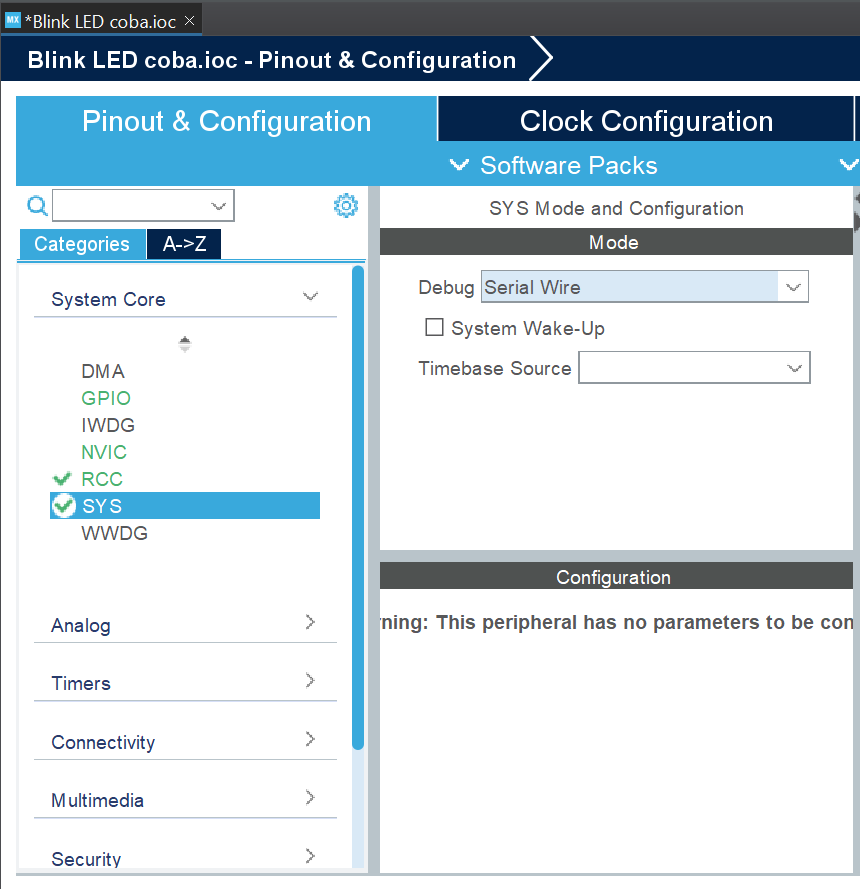 MX *Blink LED coba.ioc ×
Blink LED coba.ioc - Pinout & Configuration
Pinout & Configuration
Clock Configuration
Software Packs
Categories
A->Z
System Core
DMA
GPIO
IWDG
NVIC
RCC
SYS
WWDG
Analog
Timers
Connectivity
Multimedia
Security
SYS Mode and Configuration
Mode
Debug Serial Wire
System Wake-Up
Timebase Source
Configuration
rning: This peripheral has no parameters to be con